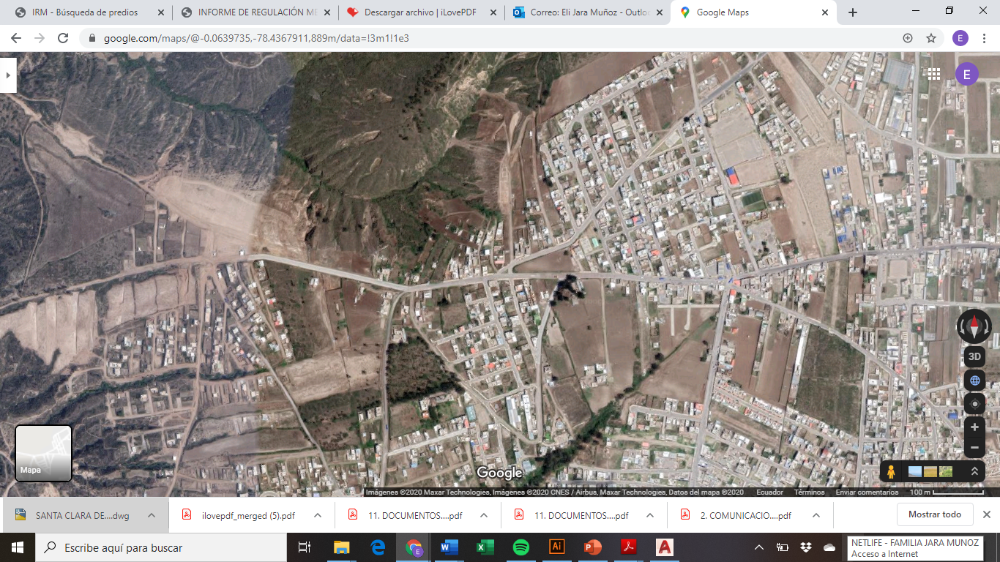 IRM - Búsqueda de predios
INFORME DE REGULACIÓN ME
Descargar archivo | iLovePDF
Correo: Eli Jara Muñoz - Outloo
Google Maps
google.com/maps/@-0.0639735,-78.4367911,889m/data=!3m1!1e3
E
E
3D
Mapa
Google
Imágenes ©2020 Maxar Technologies, Imágenes ©2020 CNES / Airbus, Maxar Technologies, Datos del mapa ©2020 Ecuador Términos Enviar comentarios 100 m
SANTA CLARA DE....dwg
ilovepdf_merged (5).pdf
11. DOCUMENTOS....pdf
11. DOCUMENTOS....pdf
2. COMUNICACIO....pdf
Mostrar todo
Escribe aquí para buscar
NETLIFE - FAMILIA JARA MUNOZ
Acceso a Internet